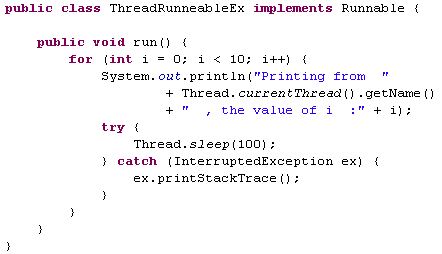 public class ThreadRunneableEx implements Runnable {
public void run() {
for (int i = 0; i < 10; i++) {
System.out.println("Printing from  "
+ Thread.currentThread().getName()
+ "  , the value of i  :" + i);
try {
Thread.sleep(100);
} catch (InterruptedException ex) {
ex.printStackTrace();
}
}
}
}